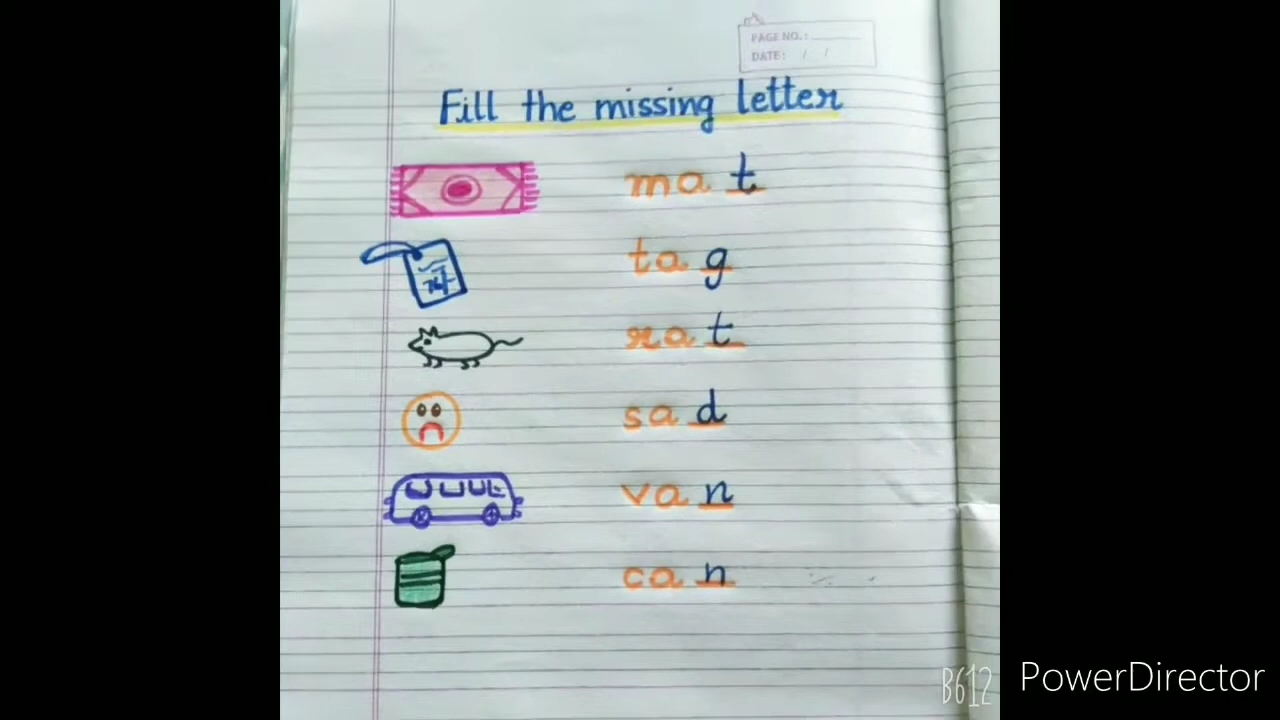 PAGE NO.:
DATE: / /
Fill the missing letter
mat
tag
rat
sad
van
can
B612
PowerDirector